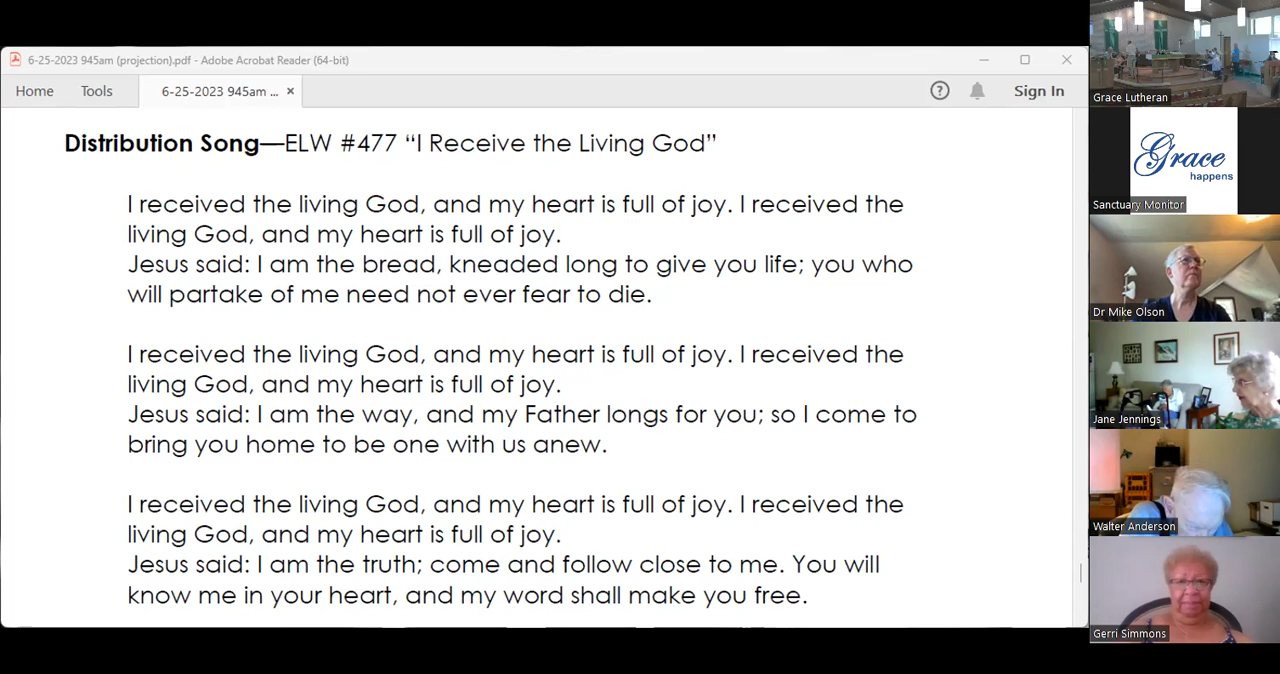 6-25-2023 945am (projection).pdf - Adobe Acrobat Reader (64-bit)
Home
Tools
6-25-2023 945am ...
Sign In
Distribution Song—ELW #477 “I Receive the Living God”
I received the living God, and my heart is full of joy. I received the
living God, and my heart is full of joy.
Jesus said: I am the bread, kneaded long to give you life; you who
will partake of me need not ever fear to die.
I received the living God, and my heart is full of joy. I received the
living God, and my heart is full of joy.
Jesus said: I am the way, and my Father longs for you; so I come to
bring you home to be one with us anew.
I received the living God, and my heart is full of joy. I received the
living God, and my heart is full of joy.
Jesus said: I am the truth; come and follow close to me. You will
know me in your heart, and my word shall make you free.
Grace Lutheran
Grace
happens
Sanctuary Monitor
Dr Mike Olson
Jane Jennings
Walter Anderson
Gerri Simmons